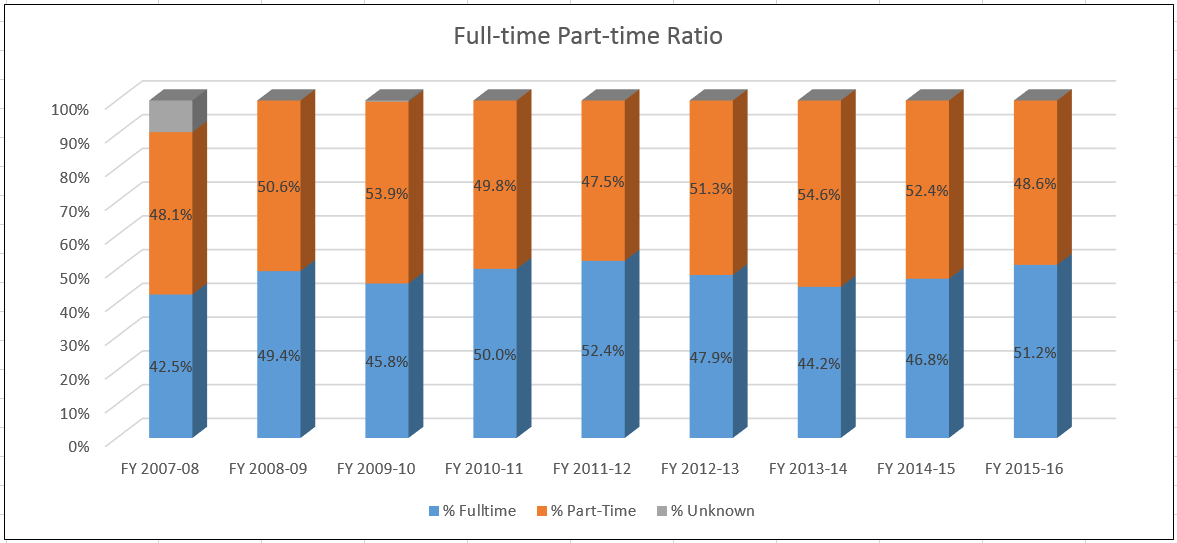 Full-time Part-time Ratio
100%
90%
80%
70%
60%
50%
40%
30%
20%
10%
0%
48.1% 50.6% 53.9% 49.8% 47.5% 51.3% 54.6% 52.4% 48.6%
42.5% 49.4% 45.8% 50.0% 52.4% 47.9% 44.2% 46.8% 51.2%
FY 2007-08 FY 2008-09 FY 2009-10 FY 2010-11 FY 2011-12 FY 2012-13 FY 2013-14 FY 2014-15 FY 2015-16
% Fulltime % Part-Time % Unknown